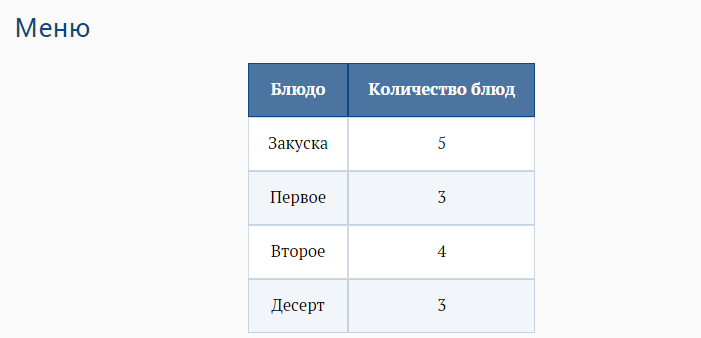 Меню
Блюдо Количество блюд
Закуска 5
Первое 3
Второе 4
Десерт 3